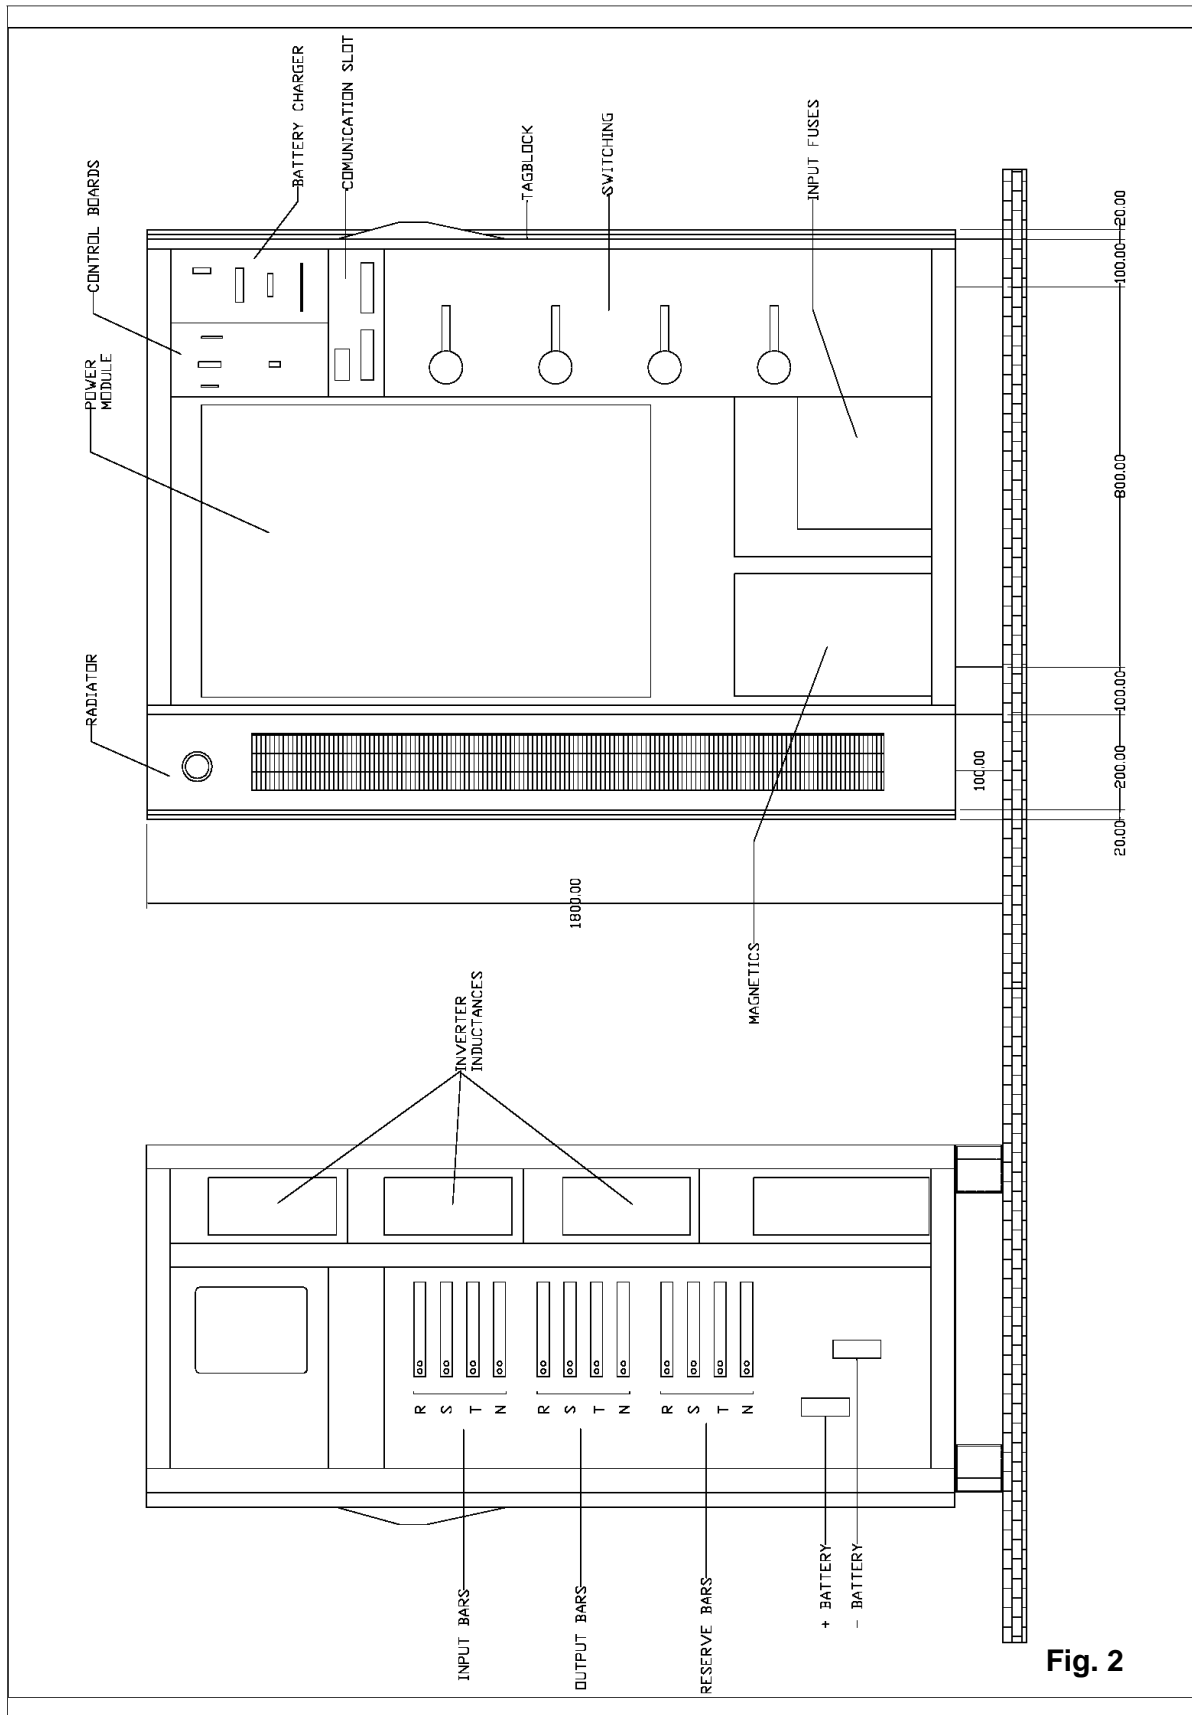 CONTROL BOARDS
BATTERY CHARGER
COMUNICATION SLOT
TAGBLOCK
SWITCHING
INPUT FUSES
POWER
MODULE
RADIATOR
MAGNETICS
20.00
100.00
800.00
100.00
200.00
20.00
100.00
1800.00
INVERTER
INDUCTANCES
R
S
T
N
R
S
T
N
R
S
T
N
INPUT BARS
OUTPUT BARS
RESERVE BARS
+ BATTERY
- BATTERY
Fig. 2